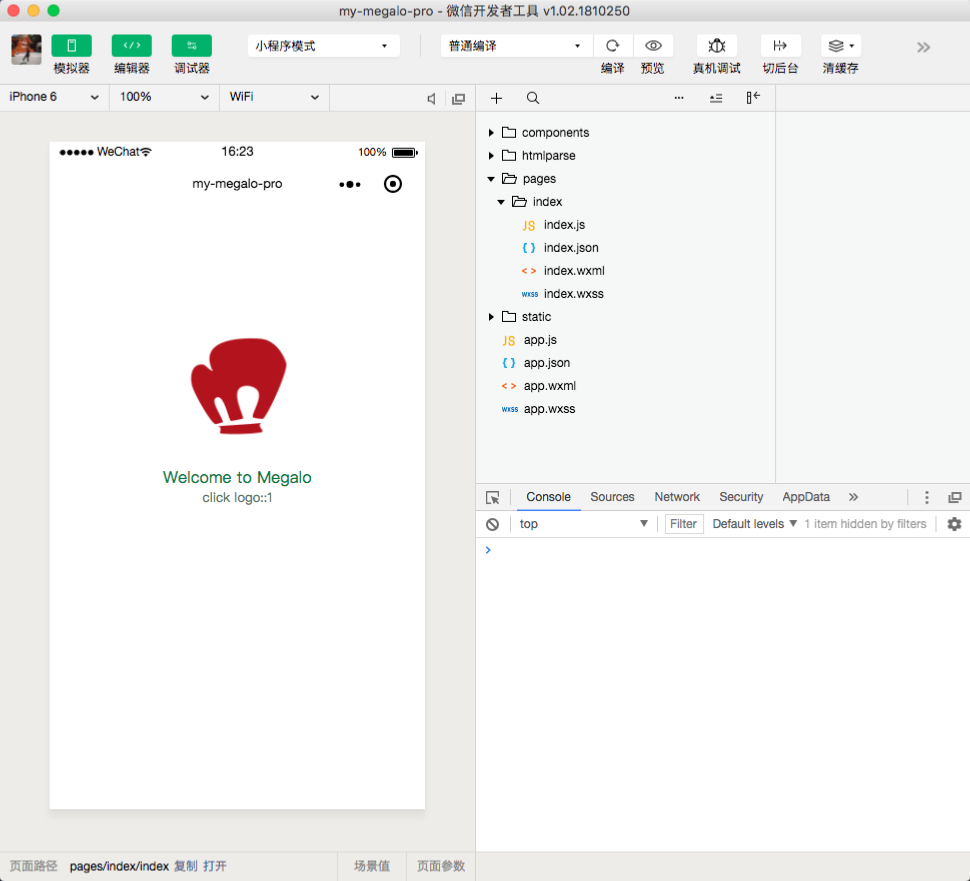 my-megalo-pro - 微信开发者工具 v1.02.1810250
模拟器 编辑器 调试器 小程序模式 普通编译 编译 预览 真机调试 切后台 清缓存
iPhone 6 100% WiFi
WeChat 16:23 100%
my-megalo-pro
Welcome to Megalo
click logo::1
页面路径 pages/index/index 复制 打开 场景值 页面参数
components
htmlparse
pages
index
JS index.js
{ } index.json
< > index.wxml
wxss index.wxss
static
JS app.js
{ } app.json
< > app.wxml
wxss app.wxss
Console Sources Network Security AppData »
top Filter Default levels 1 item hidden by filters